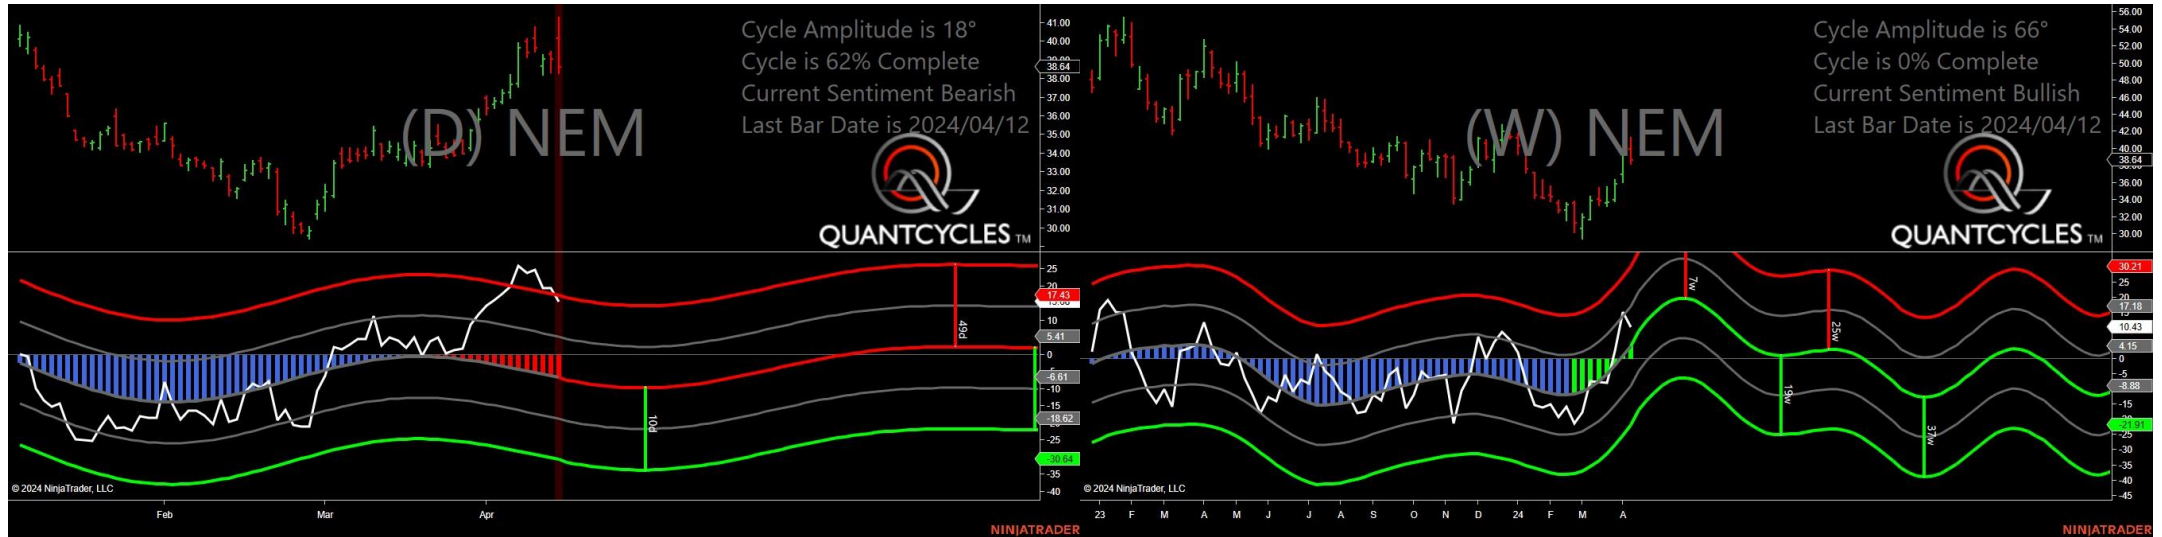 Cycle Amplitude is 18°
Cycle is 62% Complete
Current Sentiment Bearish
Last Bar Date is 2024/04/12
(D) NEM
QUANTCYCLES TM
41.00
40.00
38.64
38.00
37.00
36.00
35.00
34.00
33.00
32.00
31.00
30.00
25
20
17.43
10
5.41
0
-6.61
-10
-15
-18.62
-25
-30.64
-35
-40
49d
10d
© 2024 NinjaTrader, LLC
Feb Mar Apr
NINJATRADER
Cycle Amplitude is 66°
Cycle is 0% Complete
Current Sentiment Bullish
Last Bar Date is 2024/04/12
(W) NEM
QUANTCYCLES TM
56.00
54.00
52.00
50.00
48.00
46.00
44.00
42.00
40.00
38.64
36.00
34.00
32.00
30.00
30.21
25
20
17.18
10.43
4.15
0
-5
-8.88
-15
-21.91
-25
-30
-35
-40
-45
7w
25w
19w
37w
© 2024 NinjaTrader, LLC
23 F M A M J J A S O N D 24 F M A
NINJATRADER